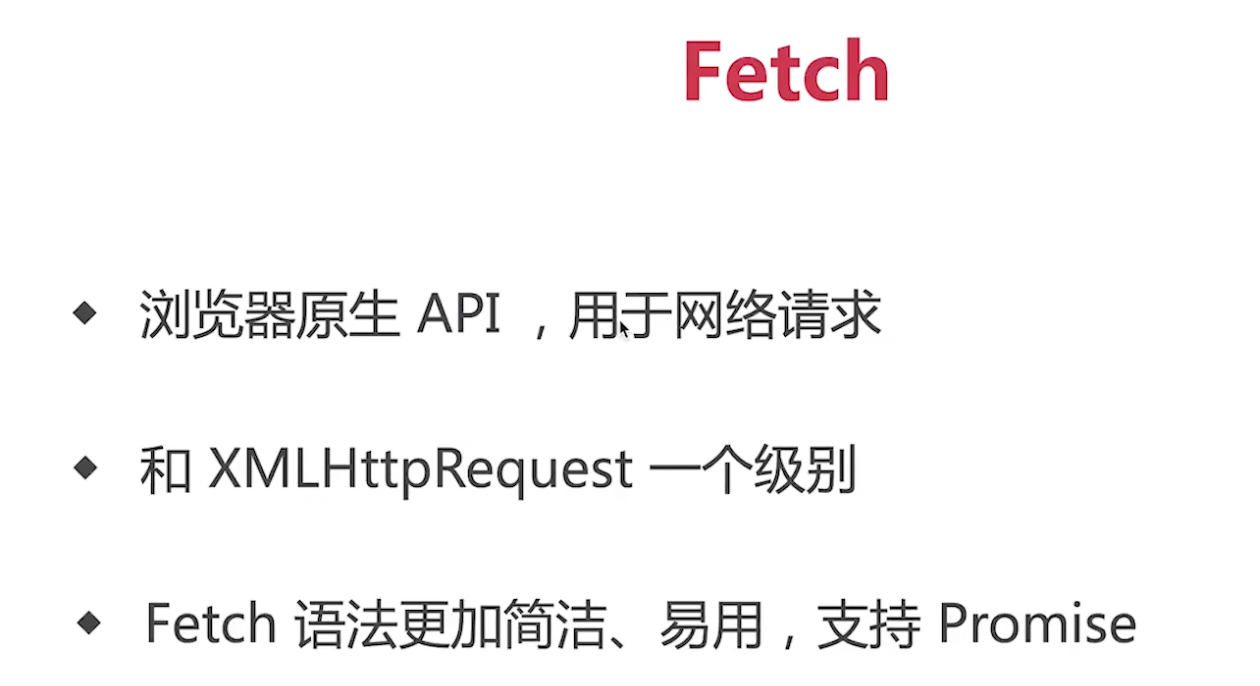 Fetch
◆ 浏览器原生 API ，用于网络请求
◆ 和 XMLHttpRequest 一个级别
◆ Fetch 语法更加简洁、易用，支持 Promise